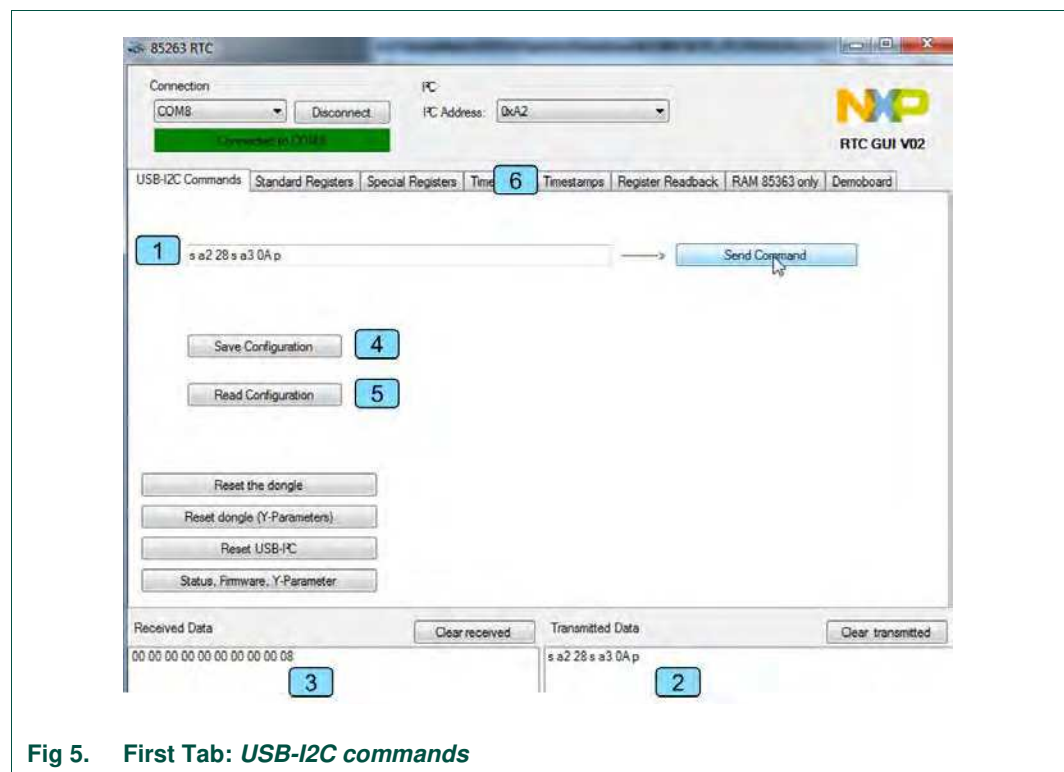 85263 RTC
Connection
I²C
COM8
Disconnect
I²C Address:
0xA2
Connected to COM8
NXP
RTC GUI V02
USB-I2C Commands
Standard Registers
Special Registers
6
Timestamps
Register Readback
RAM 85363 only
Demoboard
1
s a2 28 s a3 0A p
Send Command
Save Configuration
4
Read Configuration
5
Reset the dongle
Reset dongle (Y-Parameters)
Reset USB-I²C
Status, Firmware, Y-Parameter
Received Data
Clear received
Transmitted Data
Clear transmitted
00 00 00 00 00 00 00 00 00 08
s a2 28 s a3 0A p
3
2
Fig 5. First Tab: USB-I2C commands